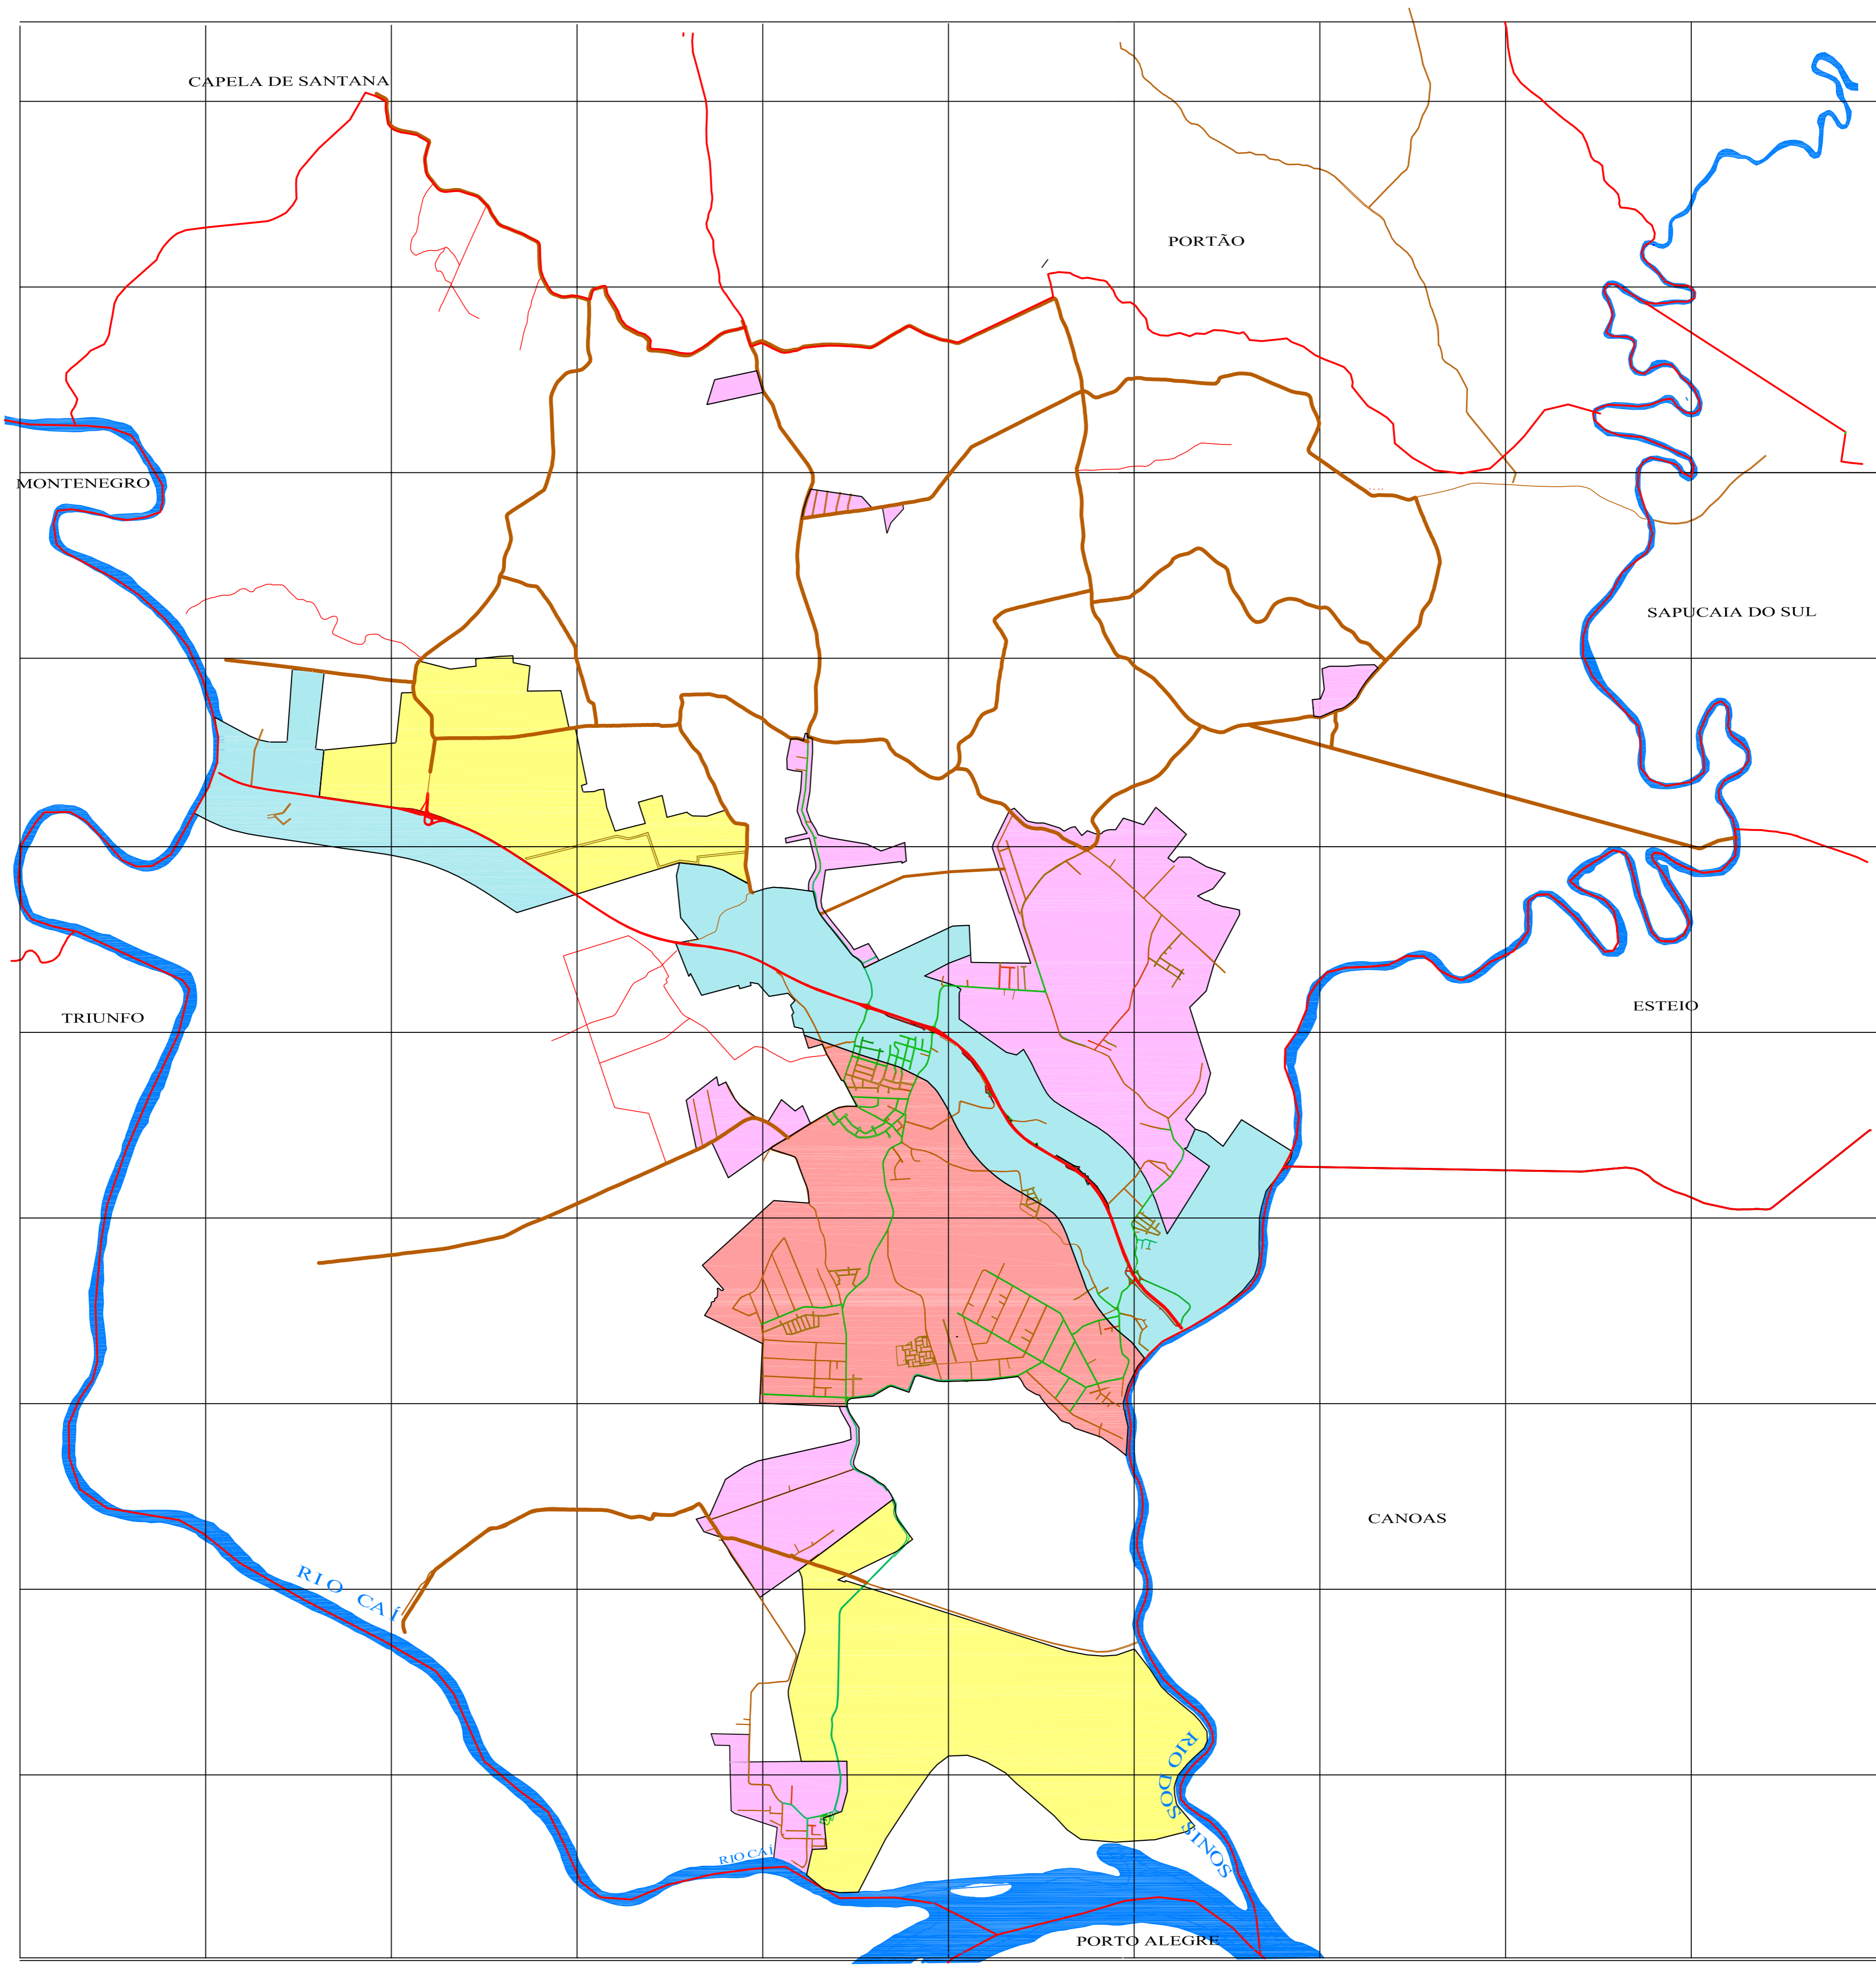 CAPELA DE SANTANA
PORTÃO
MONTENEGRO
SAPUCAIA DO SUL
TRIUNFO
ESTEIO
CANOAS
RIO CAÍ
RIO DOS SINOS
RIO CAÍ
PORTO ALEGRE